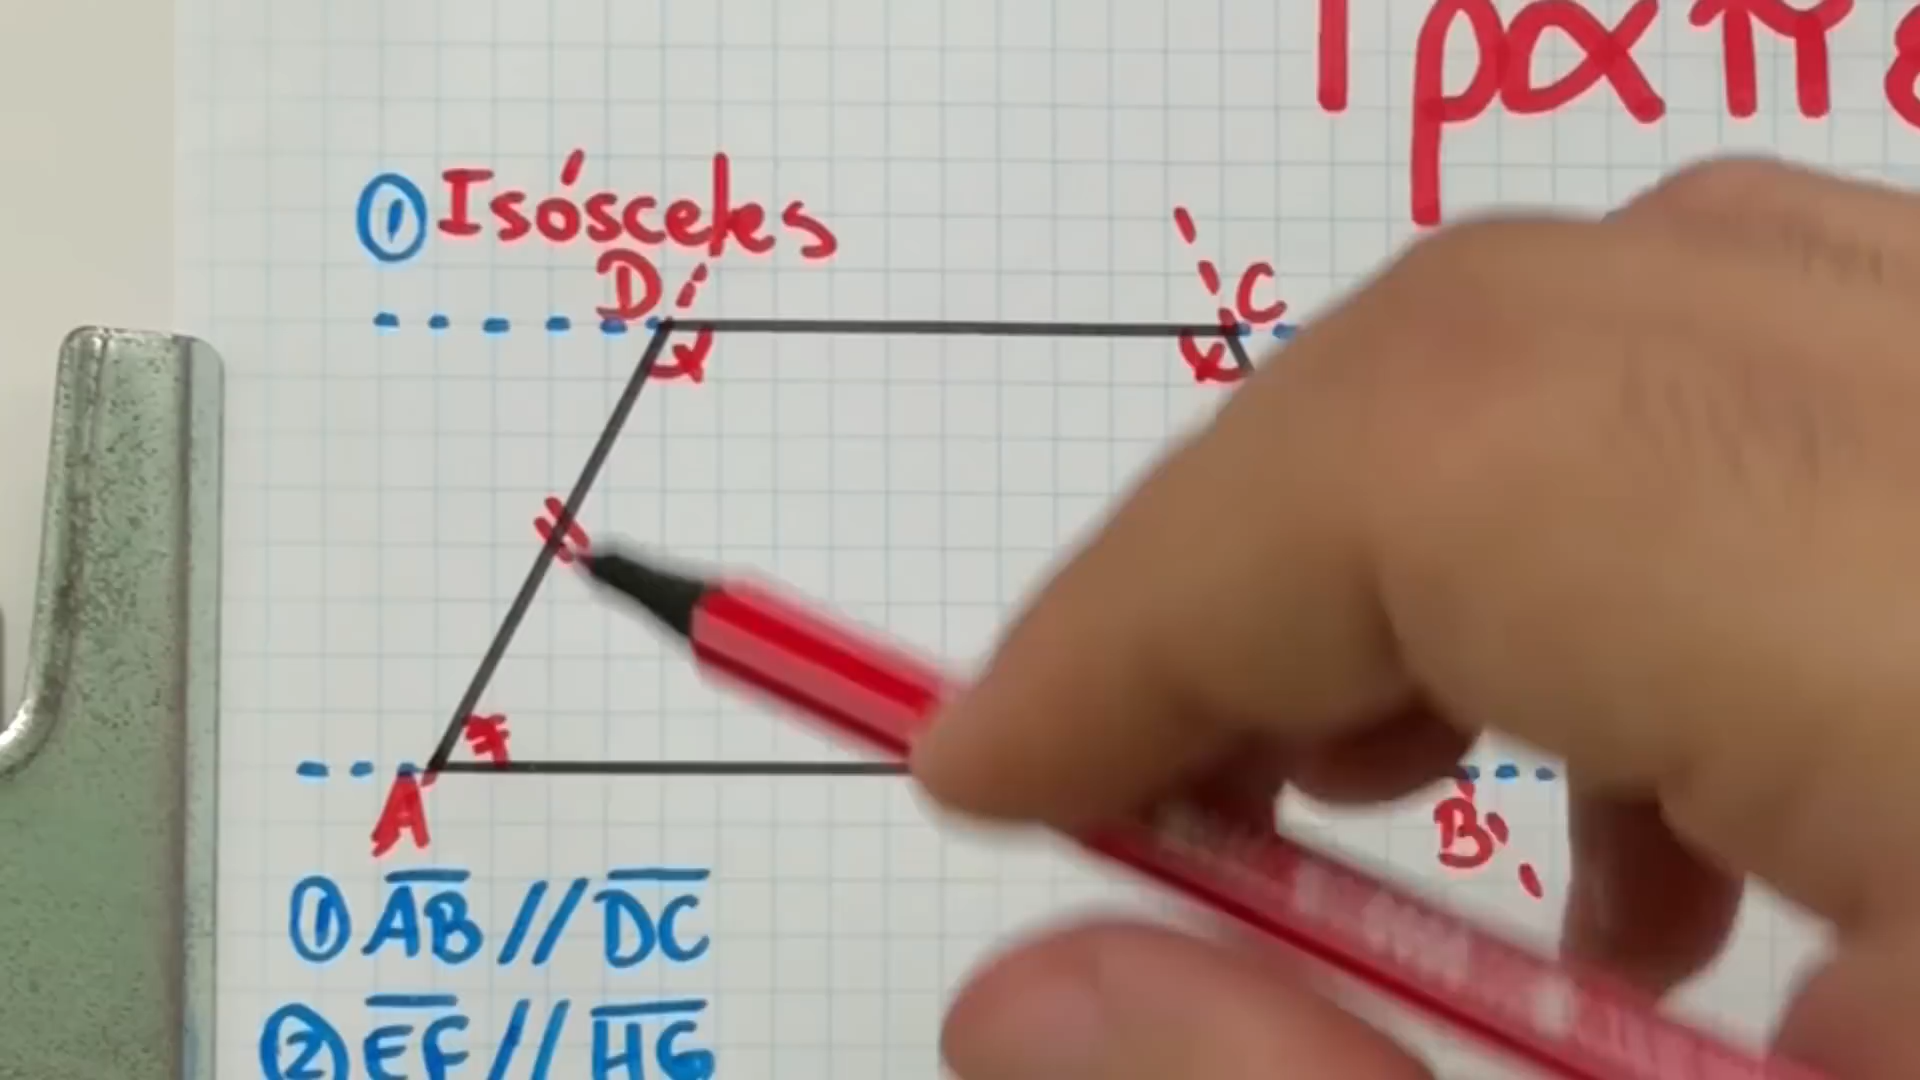 ① Isósceles
D
C
A
B
① AB // DC
② EF // HG